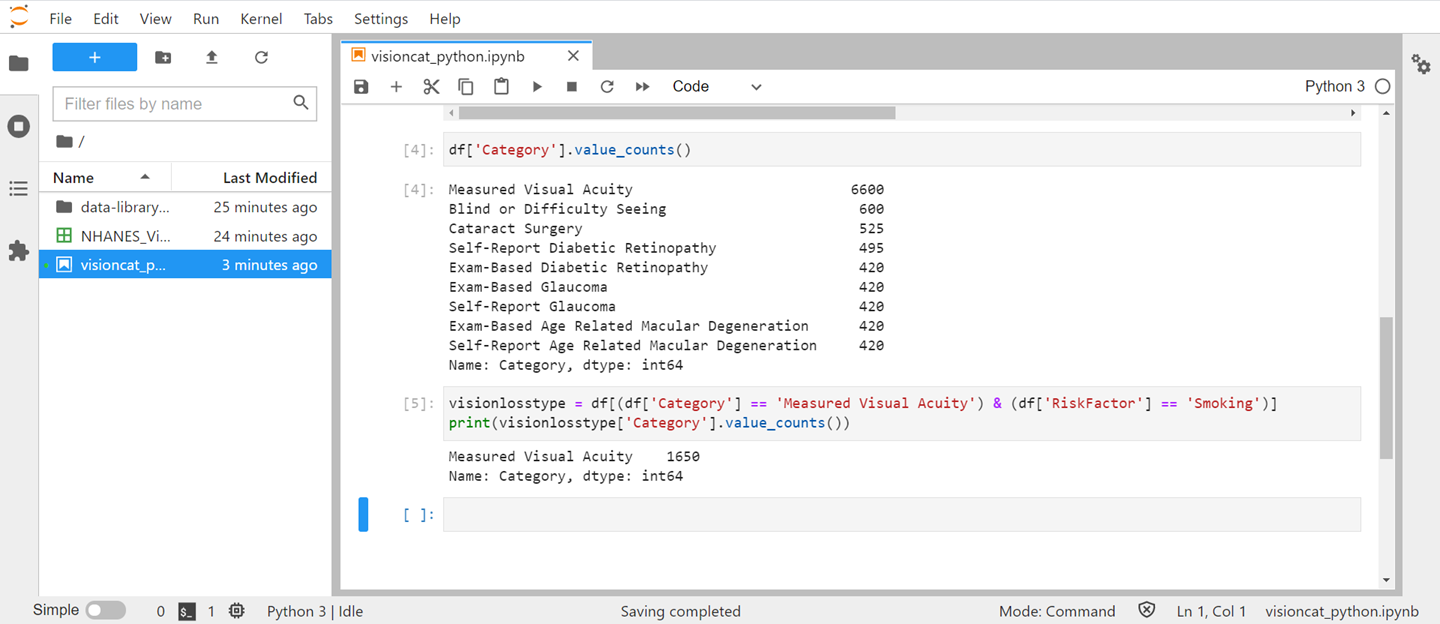 File Edit View Run Kernel Tabs Settings Help
+
Filter files by name
/
Name Last Modified
data-library... 25 minutes ago
NHANES_Vi... 24 minutes ago
visioncat_p... 3 minutes ago
visioncat_python.ipynb
Code
Python 3
[4]: df['Category'].value_counts()
[4]: Measured Visual Acuity 6600
Blind or Difficulty Seeing 600
Cataract Surgery 525
Self-Report Diabetic Retinopathy 495
Exam-Based Diabetic Retinopathy 420
Exam-Based Glaucoma 420
Self-Report Glaucoma 420
Exam-Based Age Related Macular Degeneration 420
Self-Report Age Related Macular Degeneration 420
Name: Category, dtype: int64
[5]: visionlosstype = df[(df['Category'] == 'Measured Visual Acuity') & (df['RiskFactor'] == 'Smoking')]
print(visionlosstype['Category'].value_counts())
Measured Visual Acuity 1650
Name: Category, dtype: int64
[ ]:
Simple 0 $_ 1 Python 3 | Idle Saving completed Mode: Command Ln 1, Col 1 visioncat_python.ipynb